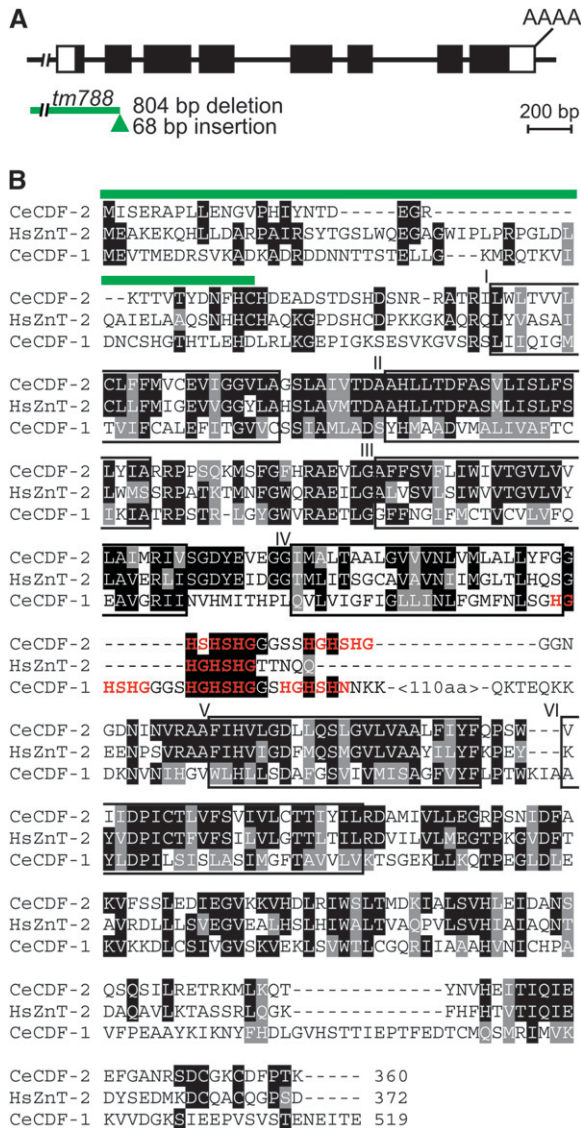 A
AAAA
tm788
804 bp deletion
68 bp insertion
200 bp
B
CeCDF-2 MISERAPLLENGVPHIYNTD-----EGR---------------
HsZnT-2 MEAKEKQHLLDARPAIRSYTGSLWQEGAGWIPLPRPGLDL
CeCDF-1 MEVTMEDRSVKADKADRDDNNTTSTELLG---KMRQTKVI
I
CeCDF-2 --KTTVTYDNFHCHDEADSTDSHDSNR-RATRILWLTVVL
HsZnT-2 QAIELAAQSNHHCHAQKGPDSHCDPKKGKAQRQLYVASAI
CeCDF-1 DNCSHGTHTLEHDLRLKGEPIGKSESVKGVSRSLIIQIGM
II
CeCDF-2 CLFFMVCEVIGGVLAGSLAIVTDAAHLLTDFASVLISLFS
HsZnT-2 CLLFMIGEVVGGYLAHSLAVMTDAAHLLTDFASMLISLFS
CeCDF-1 TVIFCALEFITGVVCSSIAMLADSYHMAADVMALIVAFTC
III
CeCDF-2 LYIARRPPSQKMSFGFHRAEVLGAFFSVFLIWIVTGVLVV
HsZnT-2 LWMSSRPATKTMNFGWQRAEILGALVSVLSIWVVTGVLVY
CeCDF-1 IKIATRPSTR-LGYGWVRAETLGGFFNGIFMCTVCVLVFQ
IV
CeCDF-2 LAIMRIVSGDYEVEGGIMALTAALGVVVNLVMLALLYFGG
HsZnT-2 LAVERLISGDYEIDGGTMLITSGCAVAVNIIMGLTLHQSG
CeCDF-1 EAVGRIINVHMITHPIQVLVIGFIGLLINLFGMFNLSGHG
CeCDF-2 -------HSHSHGGGSSHGHSHG--------------GGN
HsZnT-2 -------HGHSHGTTNQQ----------------------
CeCDF-1 HSHGGGSHGHSHGGSHGHSHNNKK-<110aa>-QKTEQKK
V VI
CeCDF-2 GDNINVRAAFIHVLGDLLQSLGVLVAALFIYFQPSW---V
HsZnT-2 EENPSVRAAFIHVIGDFMQSMGVLVAAYILYFKPEY---K
CeCDF-1 DKNVNIHGVWLHLLSDAFGSVIVMISAGFVYFLPTWKIAA
CeCDF-2 IIDPICTLVFSVIVLCTTIYILRDAMIVLLEGRPSNIDFA
HsZnT-2 YVDPICTFVFSILVLGTTLTILRDVILVLMEGTPKGVDFT
CeCDF-1 YLDPILSISLASIMGFTAVVLVKTSGEKLLKQTPEGLDLE
CeCDF-2 KVFSSLEDIEGVKKVHDLRIWSLTMDKIALSVHLEIDANS
HsZnT-2 AVRDLLLSVEGVEALHSLHIWALTVAQPVLSVHIAIAQNT
CeCDF-1 KVKKDLCSIVGVSKVEKLSVWTLCGQRIIAAAHVNICHPA
CeCDF-2 QSQSILRETRKMLKQT-----------YNVHEITIQIE
HsZnT-2 DAQAVLKTASSRLQGK-----------FHFHTVTIQIE
CeCDF-1 VFPEAAYKIKNYFHDLGVHSTTIEPTFEDTCMQSMRIMVK
CeCDF-2 EFGANRSDCGKCDFPTK----- 360
HsZnT-2 DYSEDMKDCQACQGPSD----- 372
CeCDF-1 KVVDGKSIEEPVSVSTENEITE 519